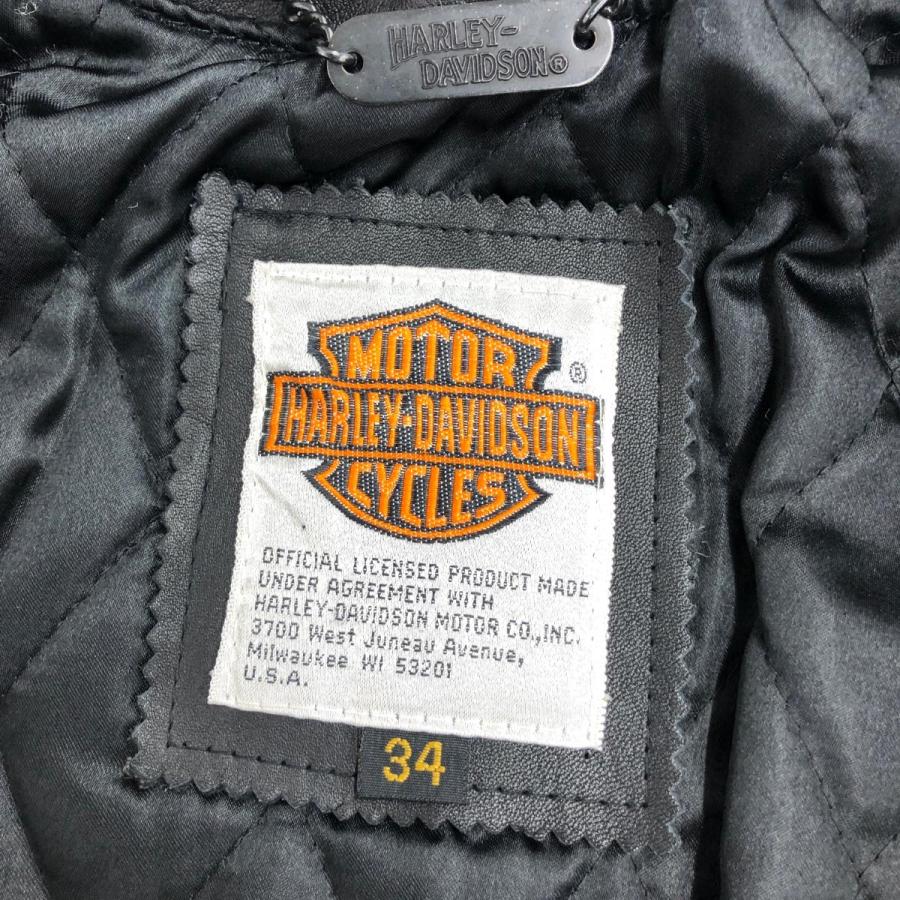 HARLEY-
DAVIDSON®
MOTOR
®
HARLEY-DAVIDSON
CYCLES
OFFICIAL LICENSED PRODUCT MADE
UNDER AGREEMENT WITH
HARLEY-DAVIDSON MOTOR CO.,INC.
3700 West Juneau Avenue,
Milwaukee WI 53201
U.S.A.
34